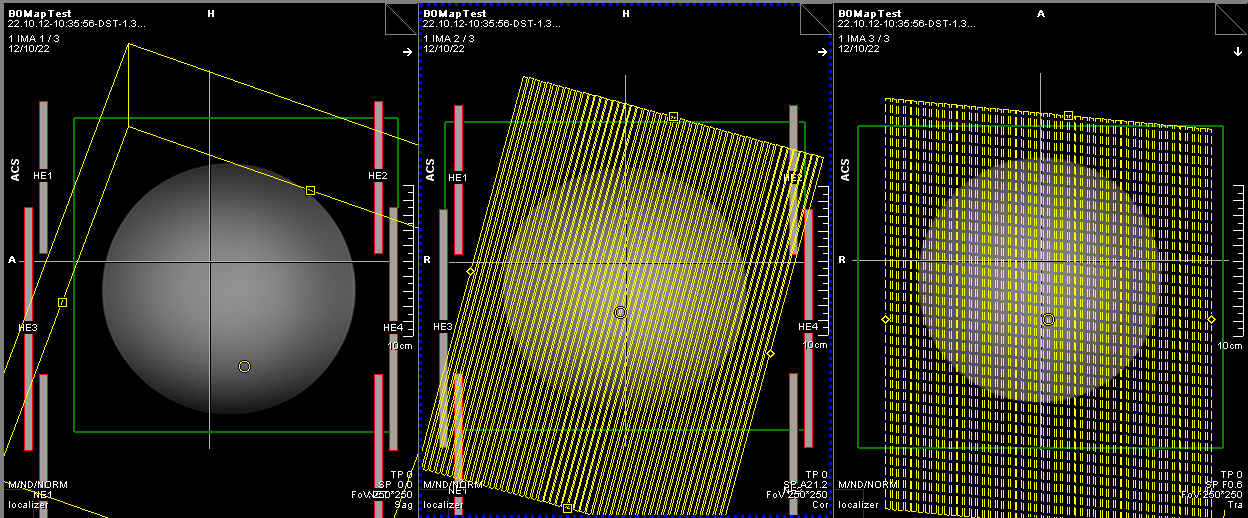 B0MapTest
22.10.12-10:35:56-DST-1.3...
1 IMA 1 / 3
12/10/22
H
ACS
HE1
HE2
A
HE3
HE4
10cm
TP 0
SP 0,0
FoV 250*250
Sag
M/ND/NORM
NE1
localizer
B0MapTest
22.10.12-10:35:56-DST-1.3...
1 IMA 2 / 3
12/10/22
H
ACS
HE1
HE2
R
HE3
HE4
10cm
TP 0
SP A21,2
FoV 250*250
Cor
M/ND/NORM
NE1
localizer
B0MapTest
22.10.12-10:35:56-DST-1.3...
1 IMA 3 / 3
12/10/22
A
ACS
R
10cm
TP 0
SP F0,6
FoV 250*250
Tra
M/ND/NORM
localizer